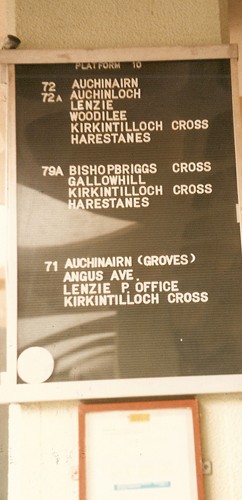 PLATFORM 10
72 AUCHINAIRN
72A AUCHINLOCH
LENZIE
WOODILEE
KIRKINTILLOCH CROSS
HARESTANES
79A BISHOPBRIGGS CROSS
GALLOWHILL
KIRKINTILLOCH CROSS
HARESTANES
71 AUCHINAIRN (GROVES)
ANGUS AVE.
LENZIE P. OFFICE
KIRKINTILLOCH CROSS